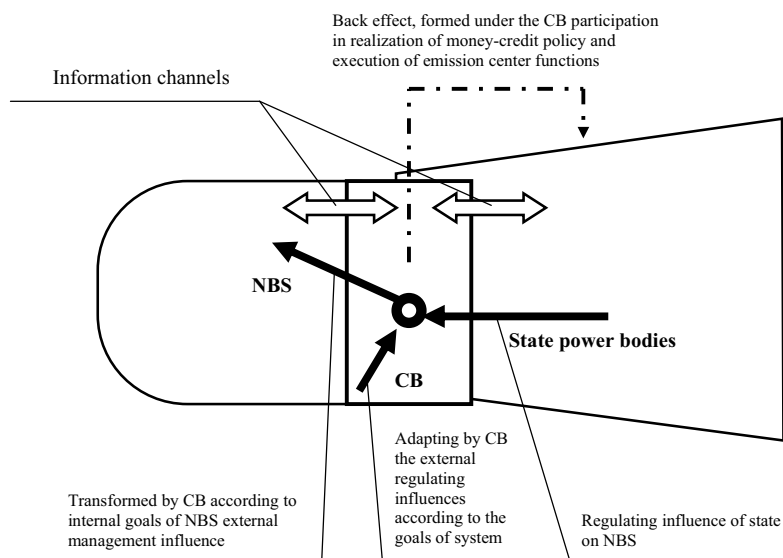 Back effect, formed under the CB participation
in realization of money-credit policy and
execution of emission center functions
Information channels
NBS
State power bodies
CB
Adapting by CB
the external
regulating
influences
according to the
goals of system
Transformed by CB according to
internal goals of NBS external
management influence
Regulating influence of state
on NBS